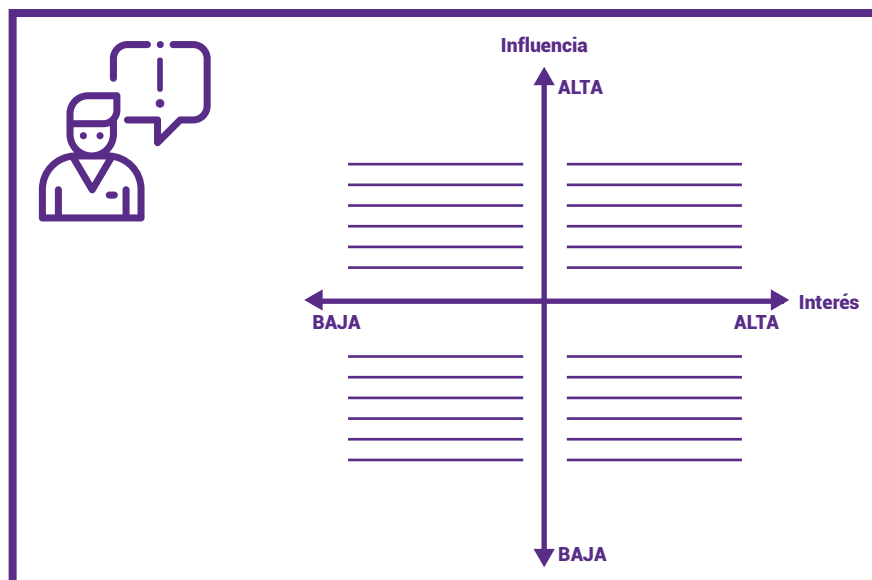 Influencia
ALTA
Interés
BAJA
ALTA
BAJA